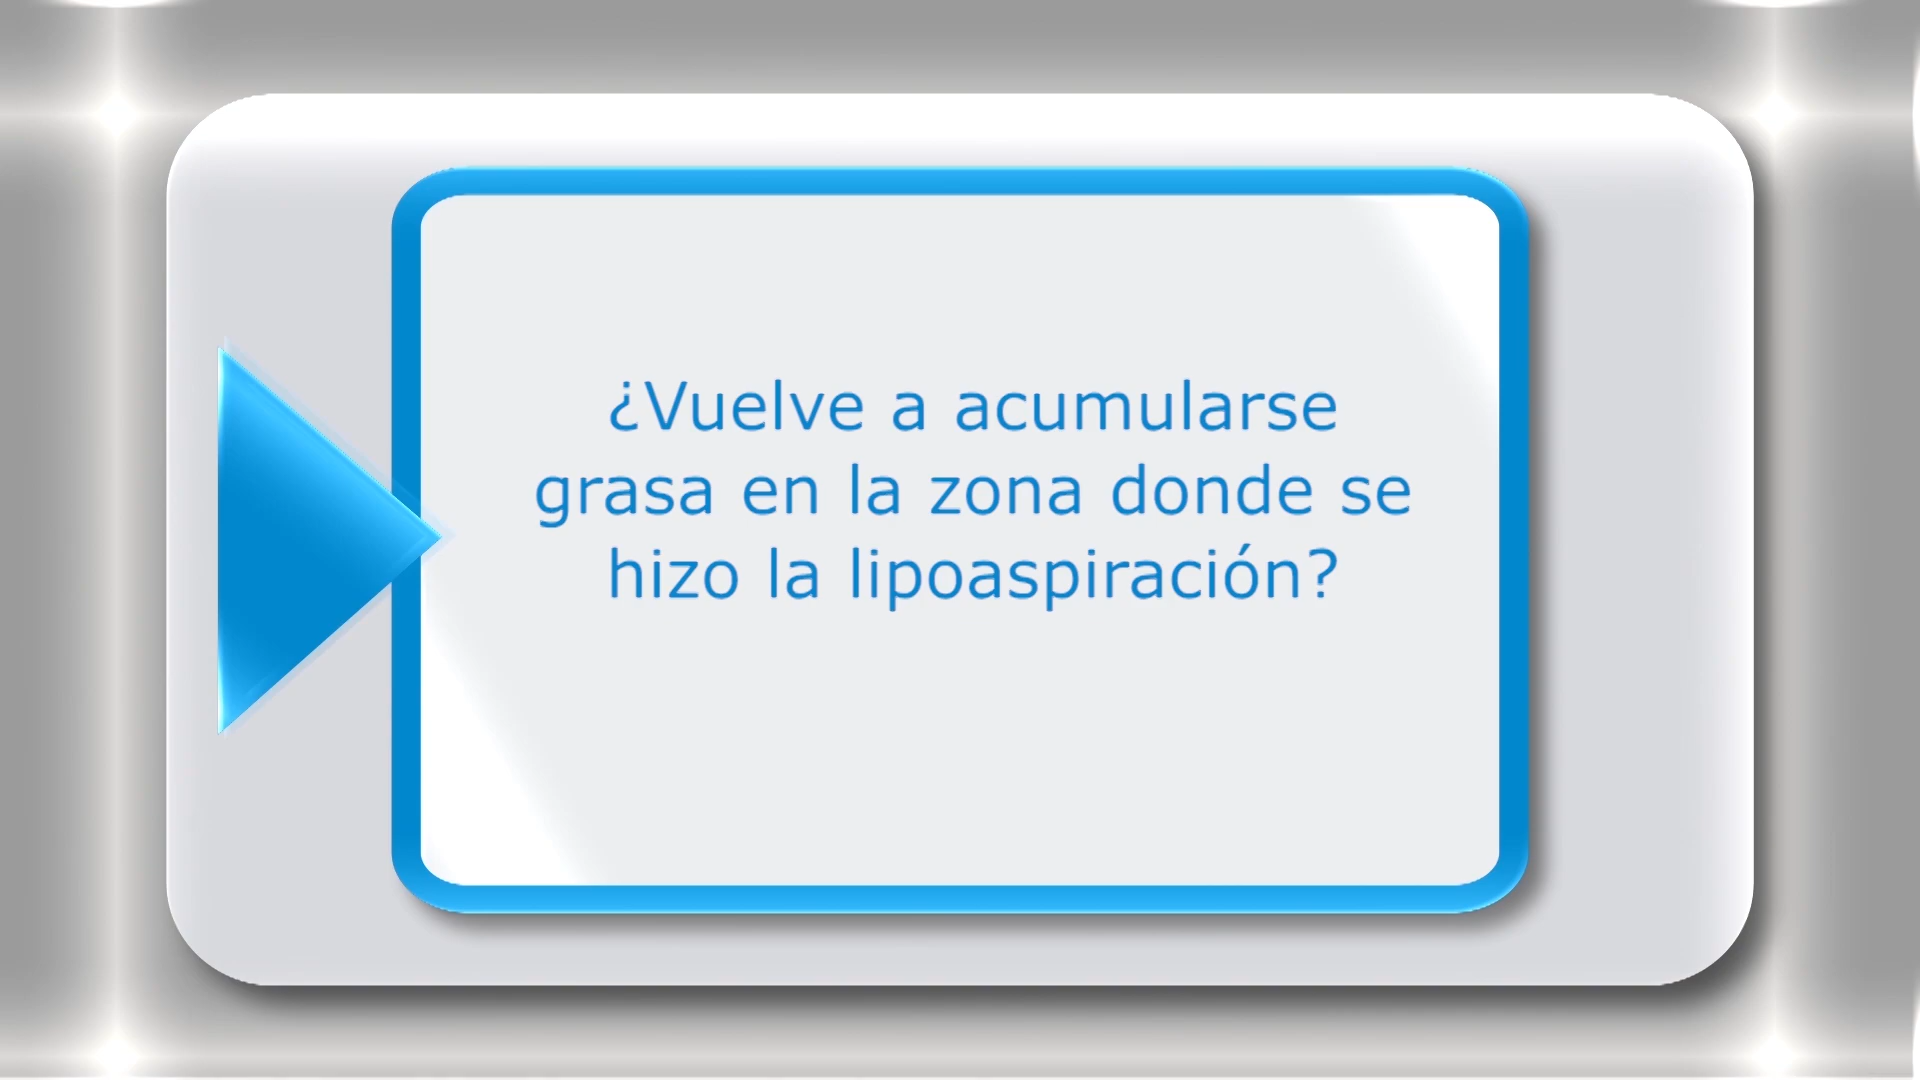 ¿Vuelve a acumularse
grasa en la zona donde se
hizo la lipoaspiración?